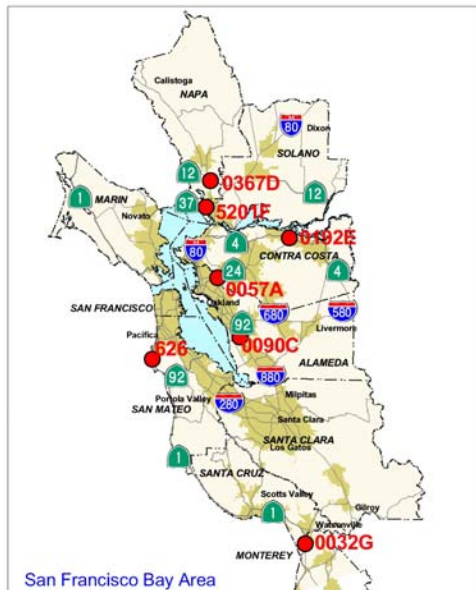 Calistoga
NAPA
80
Dixon
SOLANO
12
0367D
12
1
MARIN
37
5201F
Novato
4
0192E
80
CONTRA COSTA
24
4
0057A
Oakland
SAN FRANCISCO
680
580
92
Livermore
Pacifica
626
0090C
ALAMEDA
92
880
Portola Valley
280
Milpitas
SAN MATEO
Santa Clara
SANTA CLARA
Los Gatos
1
SANTA CRUZ
Scotts Valley
Gilroy
1
Watsonville
0032G
MONTEREY
San Francisco Bay Area